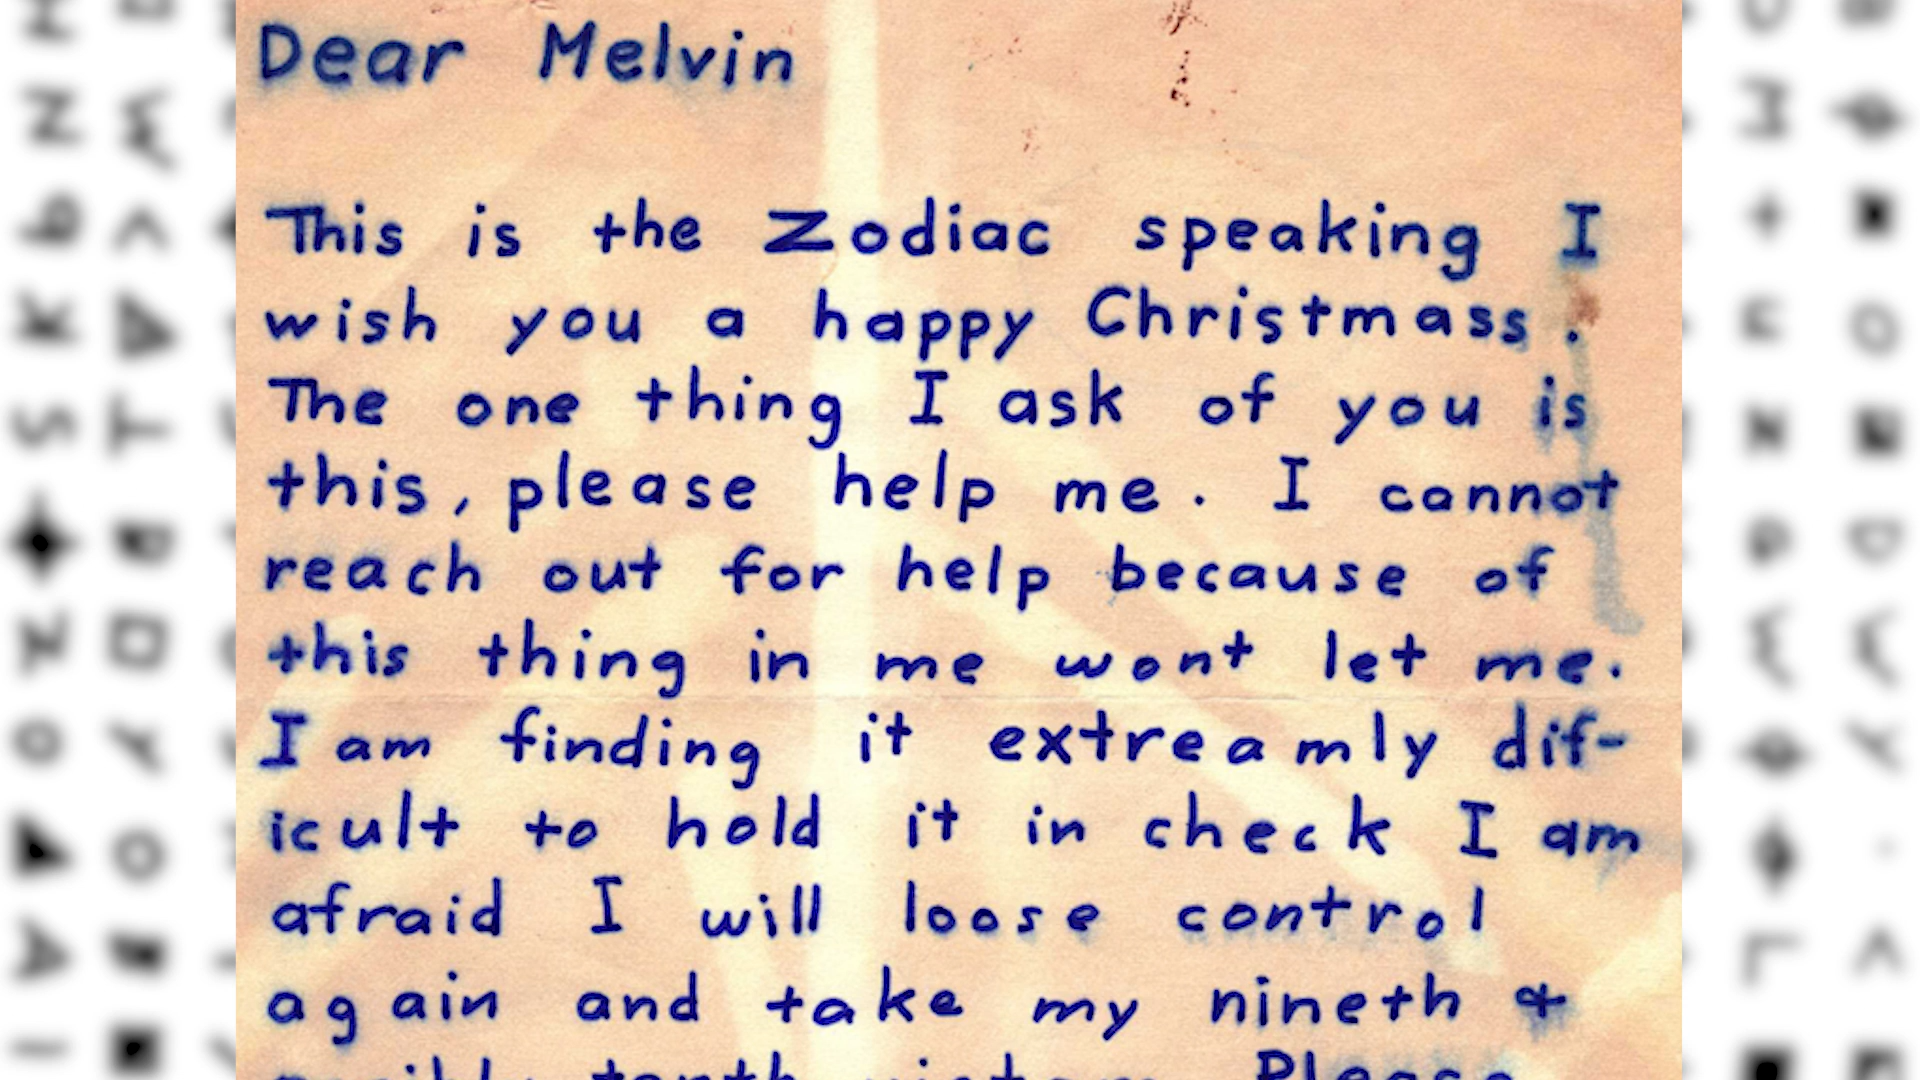 Dear Melvin
This is the Zodiac speaking I
wish you a happy Christmass.
The one thing I ask of you is
this, please help me. I cannot
reach out for help because of
this thing in me wont let me.
I am finding it extreamly dif-
icult to hold it in check I am
afraid I will loose control
again and take my nineth &
tenth victom. Please